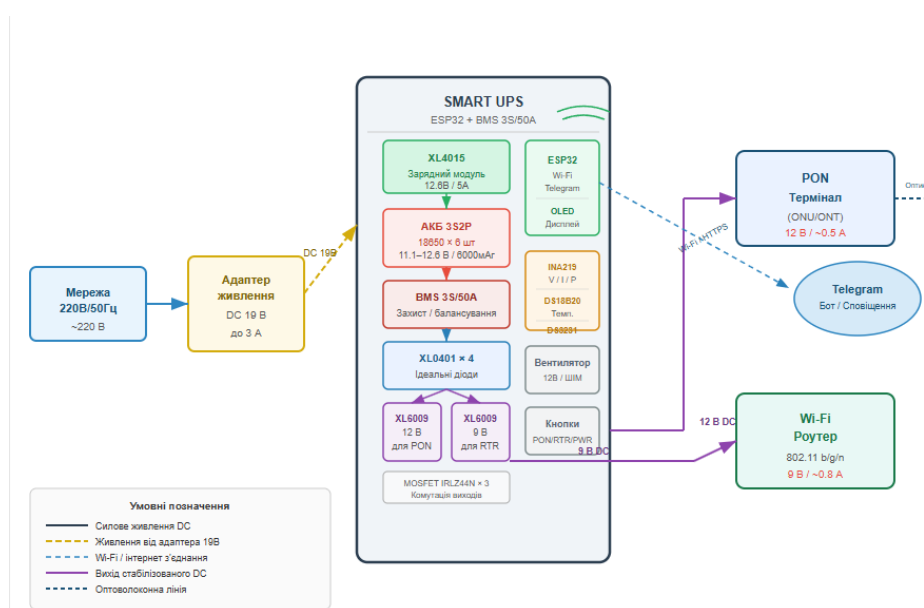 SMART UPS
ESP32 + BMS 3S/50A
XL4015
Зарядний модуль
12.6В / 5А
АКБ 3S2P
18650 × 6 шт
11.1–12.6 В / 6000мАг
BMS 3S/50A
Захист / балансування
XL0401 × 4
Ідеальні діоди
XL6009
12 В
для PON
XL6009
9 В
для RTR
MOSFET IRLZ44N × 3
Комутація виходів
ESP32
Wi-Fi
Telegram
OLED
Дисплей
INA219
V / I / P
DS18B20
Темп.
DS3231
Вентилятор
12В / ШІМ
Кнопки
PON/RTR/PWR
Мережа
220В/50Гц
~220 В
Адаптер
живлення
DC 19 В
до 3 А
DC 19В
PON
Термінал
(ONU/ONT)
12 В / ~0.5 А
Wi-Fi / HTTPS
Telegram
Бот / Сповіщення
12 В DC
9 В DC
Wi-Fi
Роутер
802.11 b/g/n
9 В / ~0.8 А
Умовні позначення
Силове живлення DC
Живлення від адаптера 19В
Wi-Fi / інтернет з'єднання
Вихід стабілізованого DC
Оптоволоконна лінія